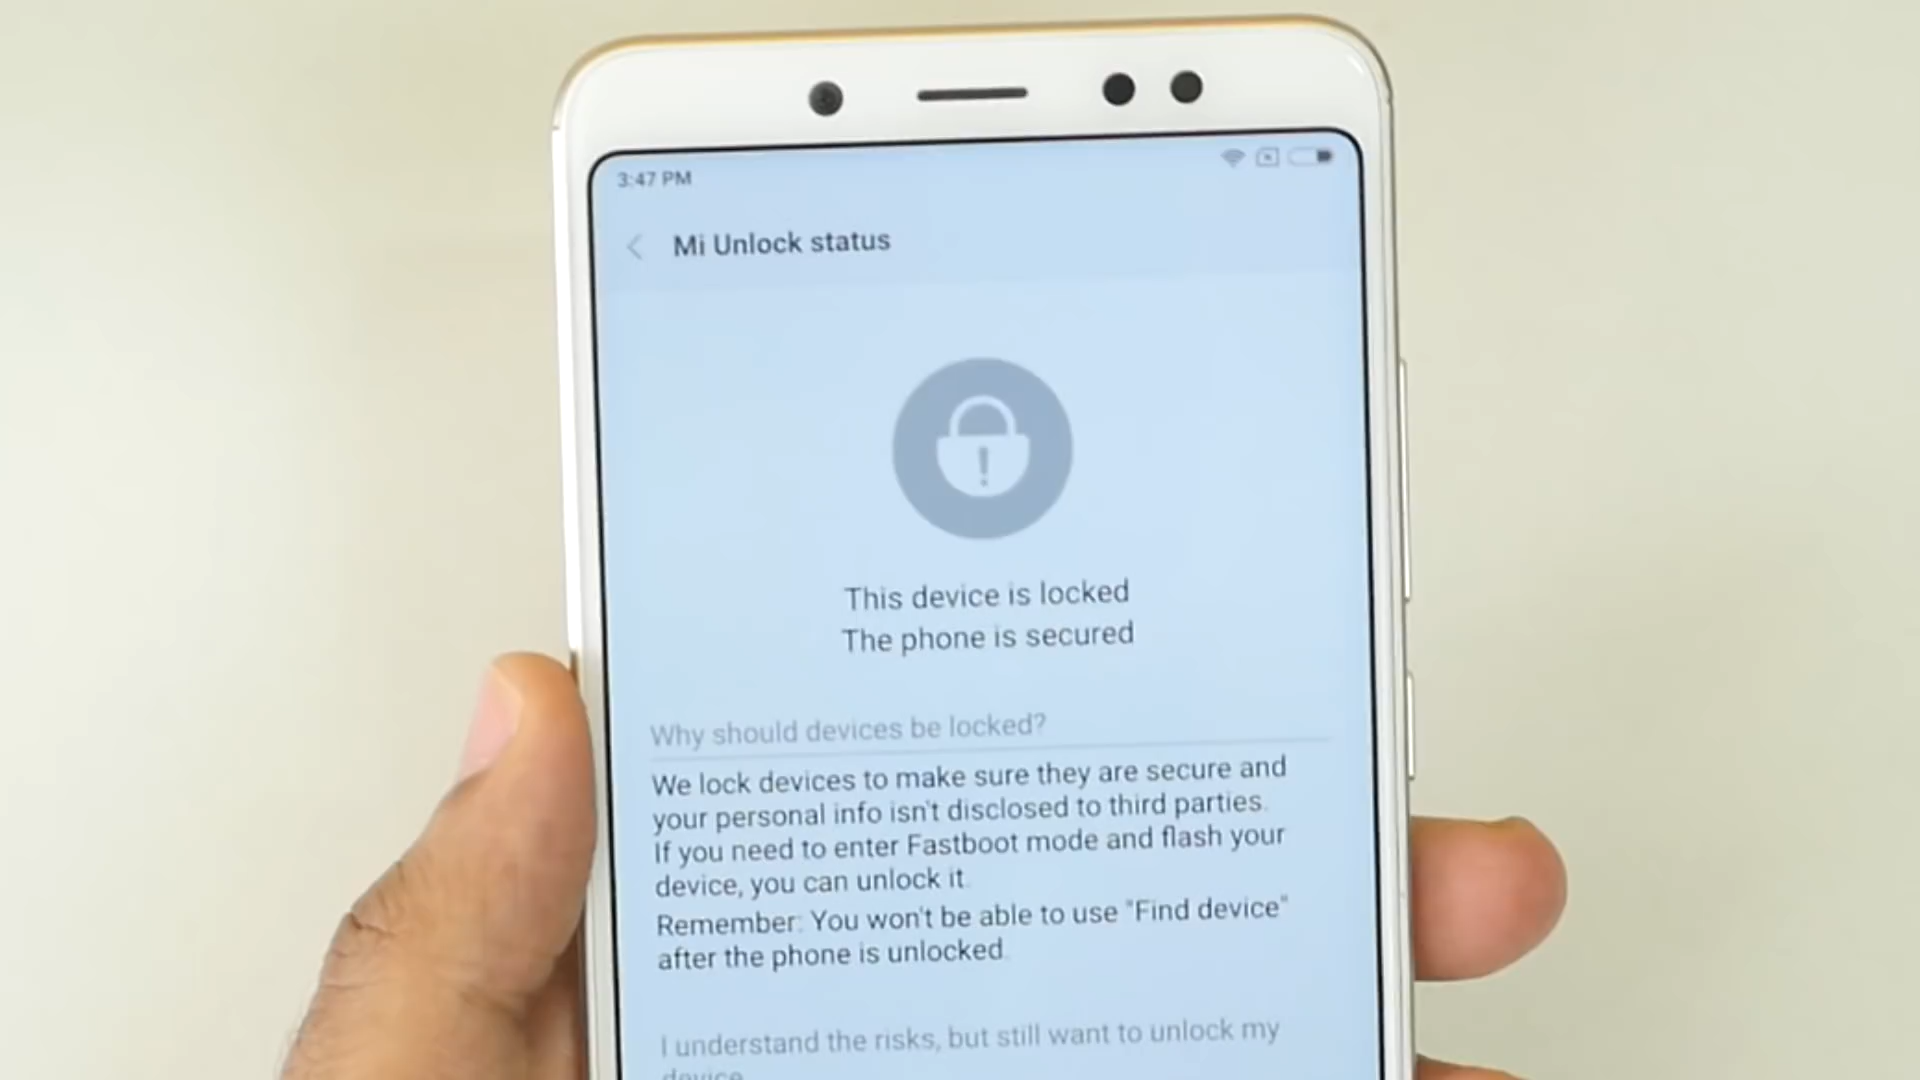 3:47 PM
Mi Unlock status
This device is locked
The phone is secured
Why should devices be locked?
We lock devices to make sure they are secure and
your personal info isn't disclosed to third parties.
If you need to enter Fastboot mode and flash your
device, you can unlock it.
Remember: You won't be able to use "Find device"
after the phone is unlocked.
I understand the risks, but still want to unlock my
device